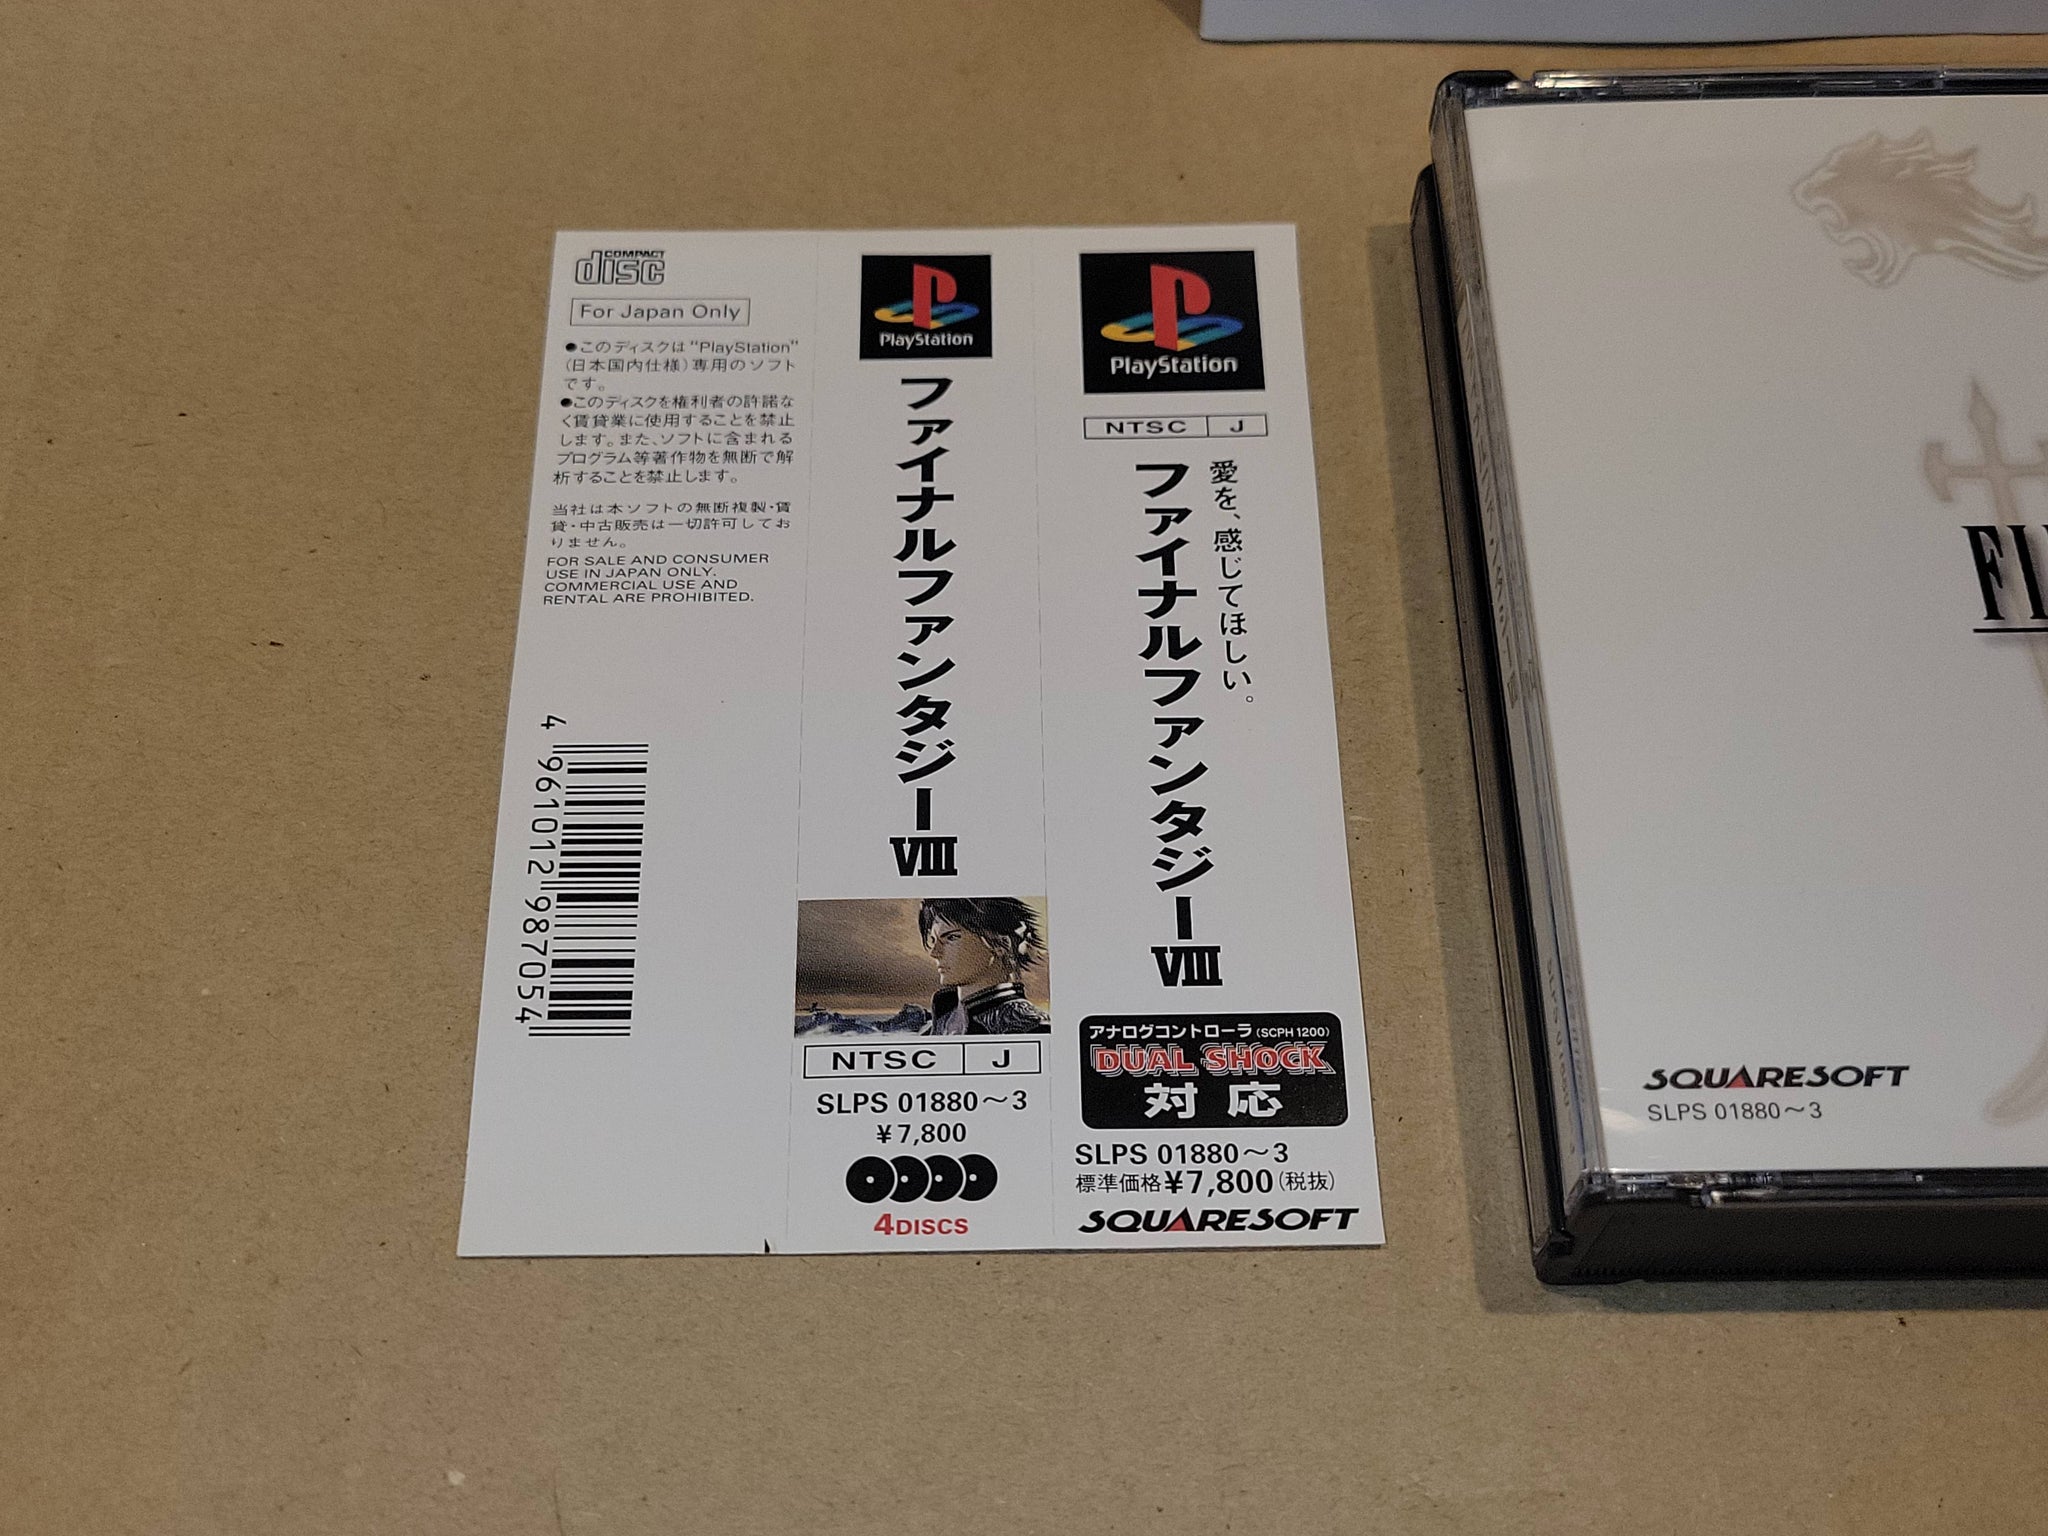 COMPACT
disc
For Japan Only
●このディスクは"PlayStation"
(日本国内仕様)専用のソフト
です。
●このディスクを権利者の許諾な
く賃貸業に使用することを禁止
します。また、ソフトに含まれる
プログラム等著作物を無断で解
析することを禁止します。
当社は本ソフトの無断複製・賃
貸・中古販売は一切許可してお
りません。
FOR SALE AND CONSUMER
USE IN JAPAN ONLY.
COMMERCIAL USE AND
RENTAL ARE PROHIBITED.
4 961012 987054
PlayStation
ファイナルファンタジーVIII
NTSC J
SLPS 01880〜3
¥7,800
4DISCS
PlayStation
NTSC J
愛を、感じてほしい。
ファイナルファンタジーVIII
アナログコントローラ(SCPH 1200)
DUAL SHOCK
対応
SLPS 01880〜3
標準価格¥7,800(税抜)
SQUARESOFT
SQUARESOFT
SLPS 01880〜3